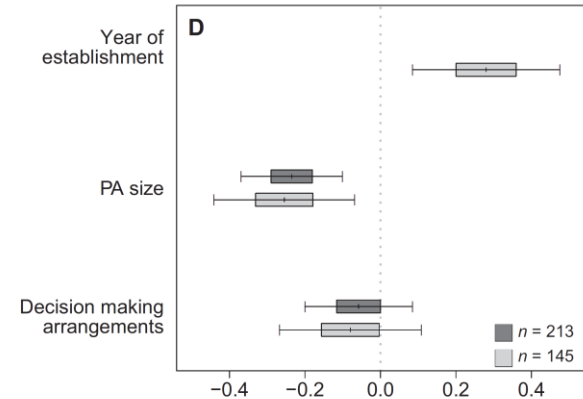 D
Year of
establishment
PA size
Decision making
arrangements
n = 213
n = 145
−0.4 −0.2 0.0 0.2 0.4